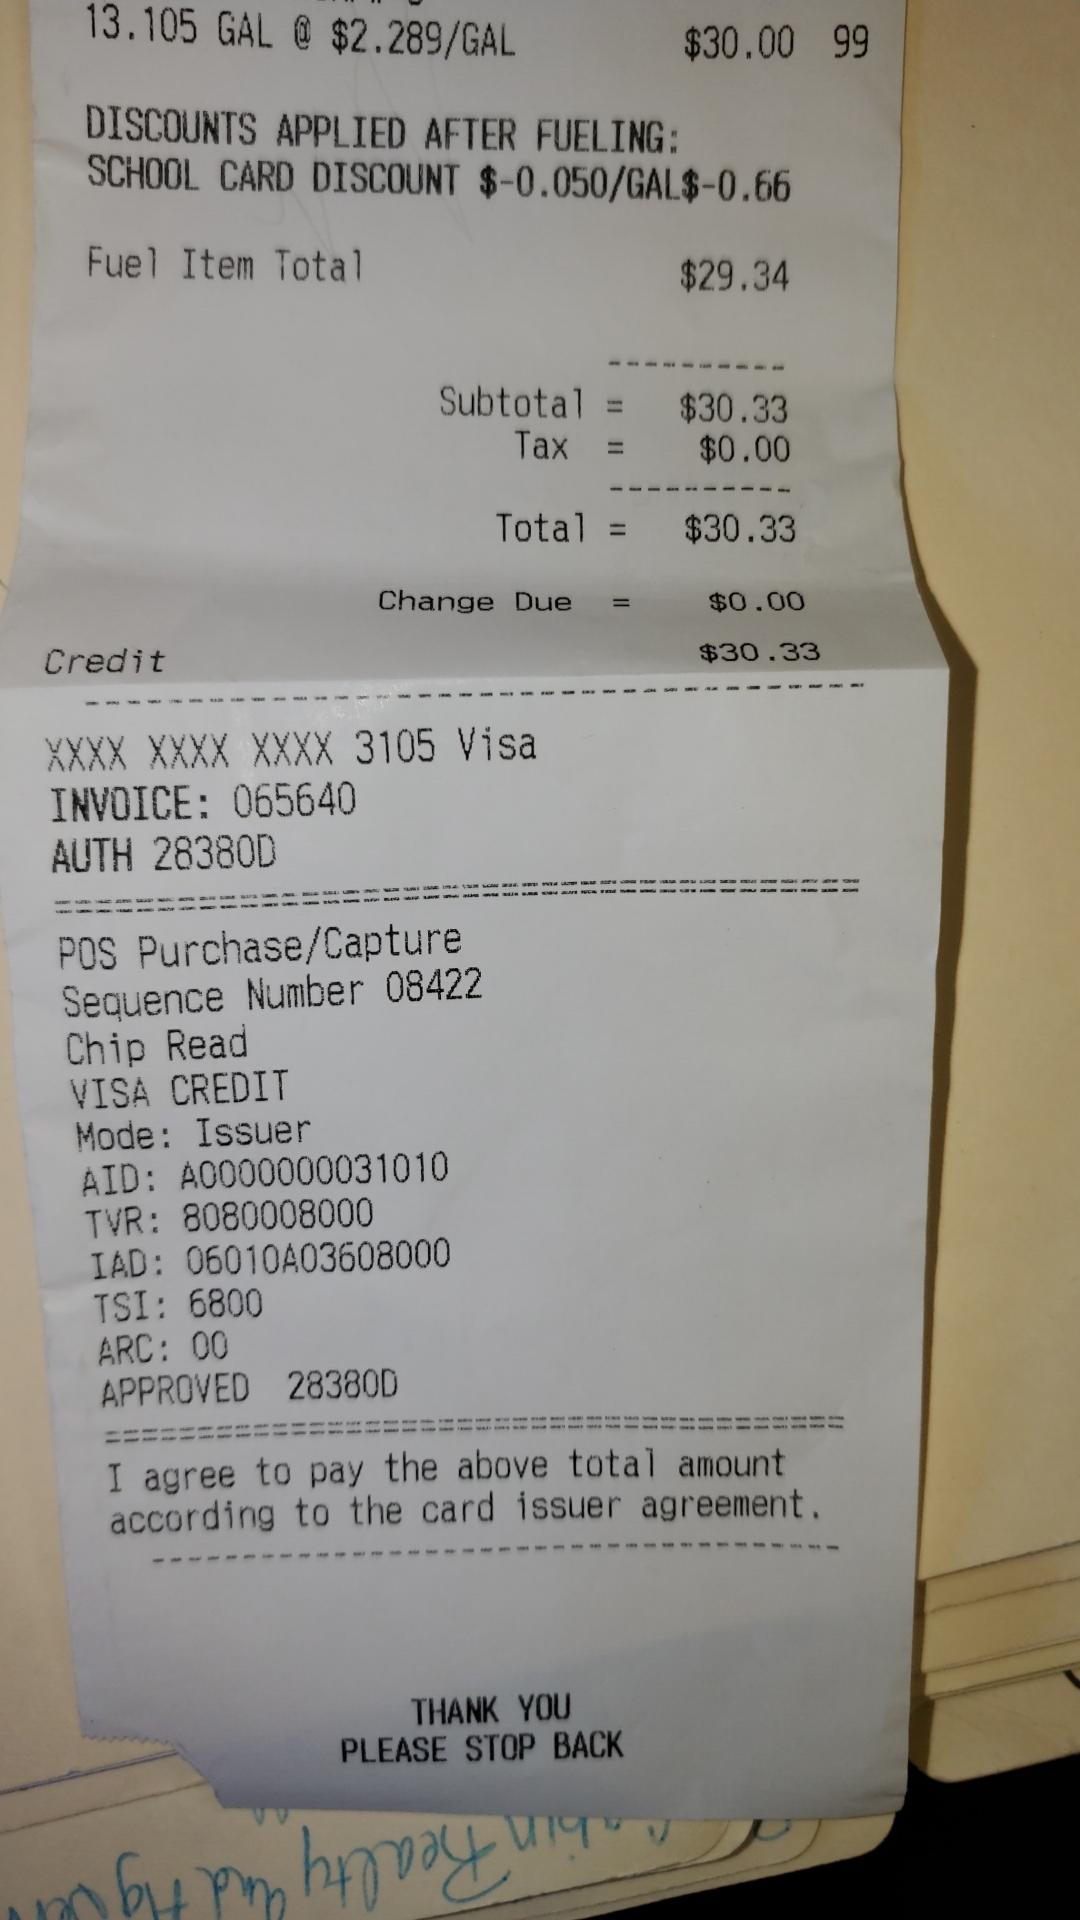 13.105 GAL @ $2.289/GAL $30.00 99
DISCOUNTS APPLIED AFTER FUELING:
SCHOOL CARD DISCOUNT $-0.050/GAL$-0.66
Fuel Item Total $29.34
----------
Subtotal = $30.33
Tax = $0.00
----------
Total = $30.33
Change Due = $0.00
Credit $30.33
XXXX XXXX XXXX 3105 Visa
INVOICE: 065640
AUTH 28380D
POS Purchase/Capture
Sequence Number 08422
Chip Read
VISA CREDIT
Mode: Issuer
AID: A0000000031010
TVR: 8080008000
IAD: 06010A03608000
TSI: 6800
ARC: 00
APPROVED 28380D
I agree to pay the above total amount
according to the card issuer agreement.
THANK YOU
PLEASE STOP BACK
Realty and